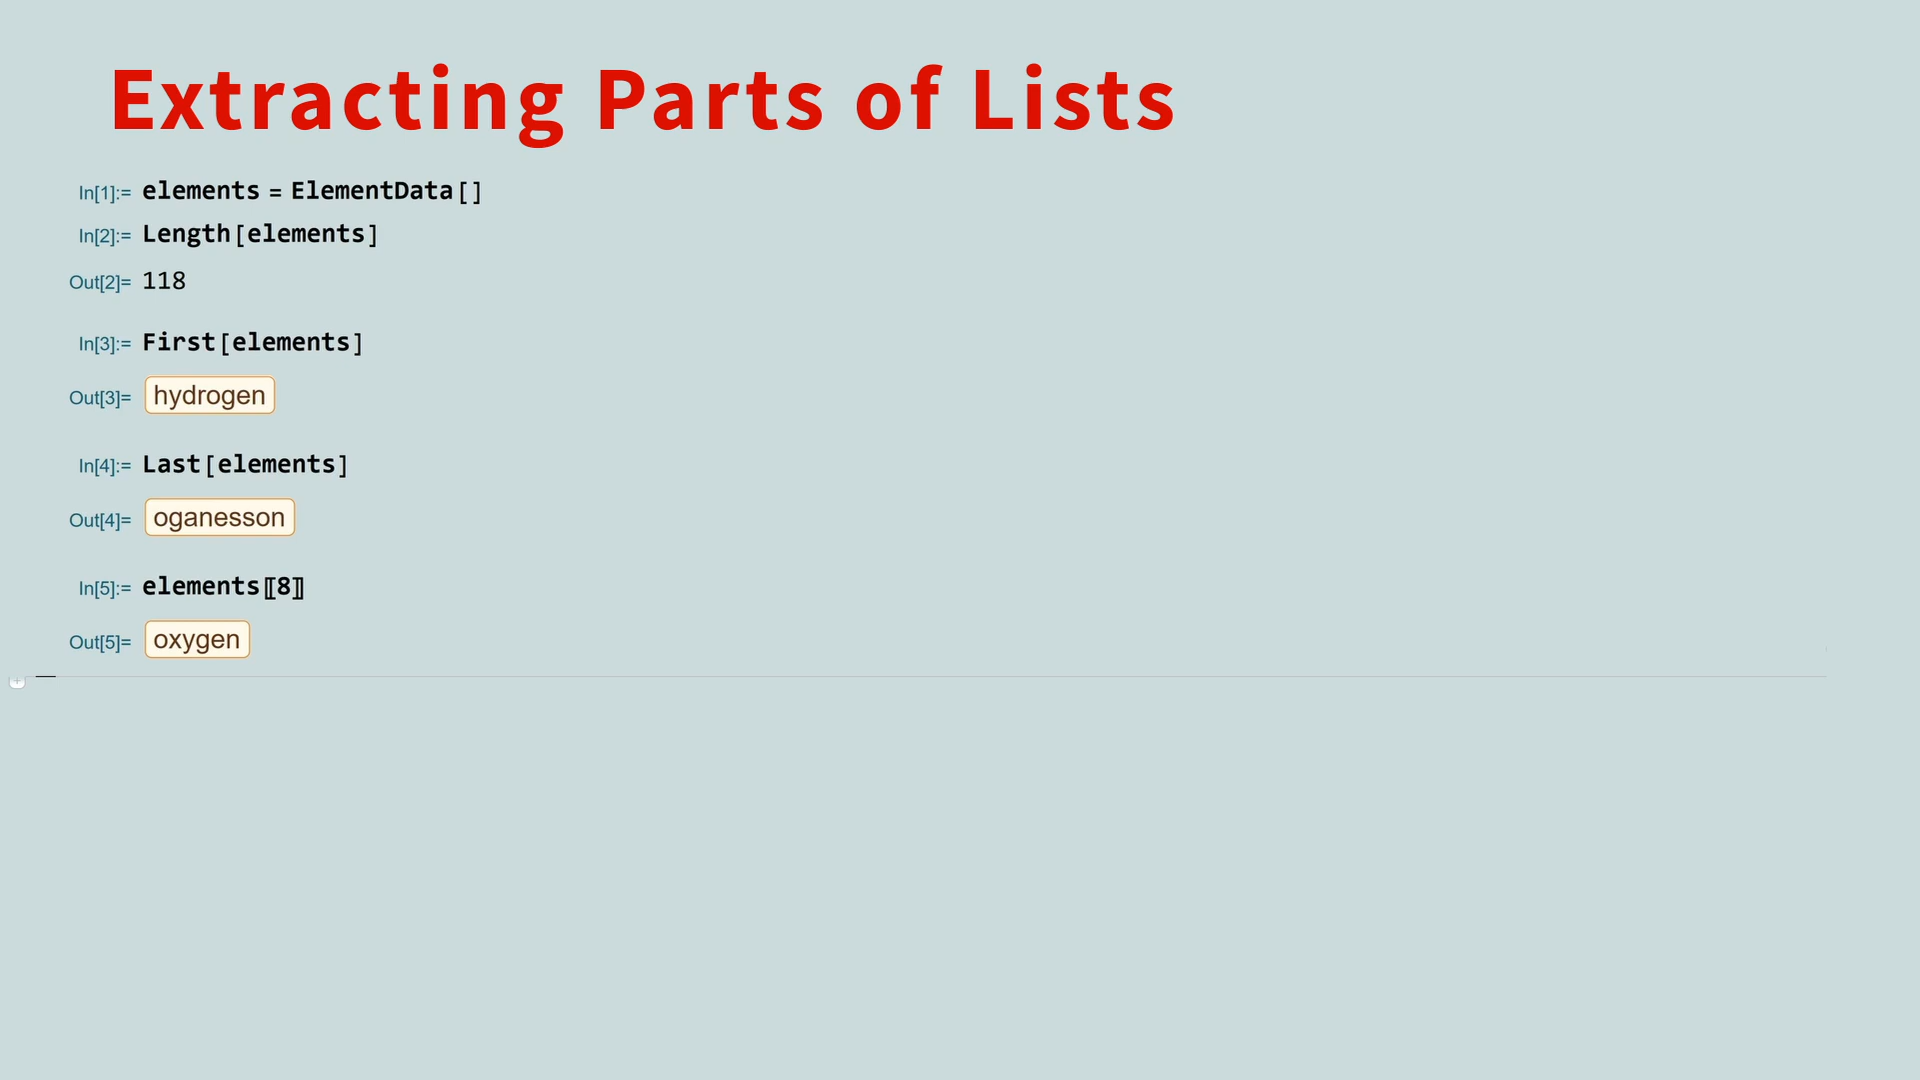 Extracting Parts of Lists
In[1]:= elements = ElementData[]
In[2]:= Length[elements]
Out[2]= 118
In[3]:= First[elements]
Out[3]= hydrogen
In[4]:= Last[elements]
Out[4]= oganesson
In[5]:= elements⟦8⟧
Out[5]= oxygen